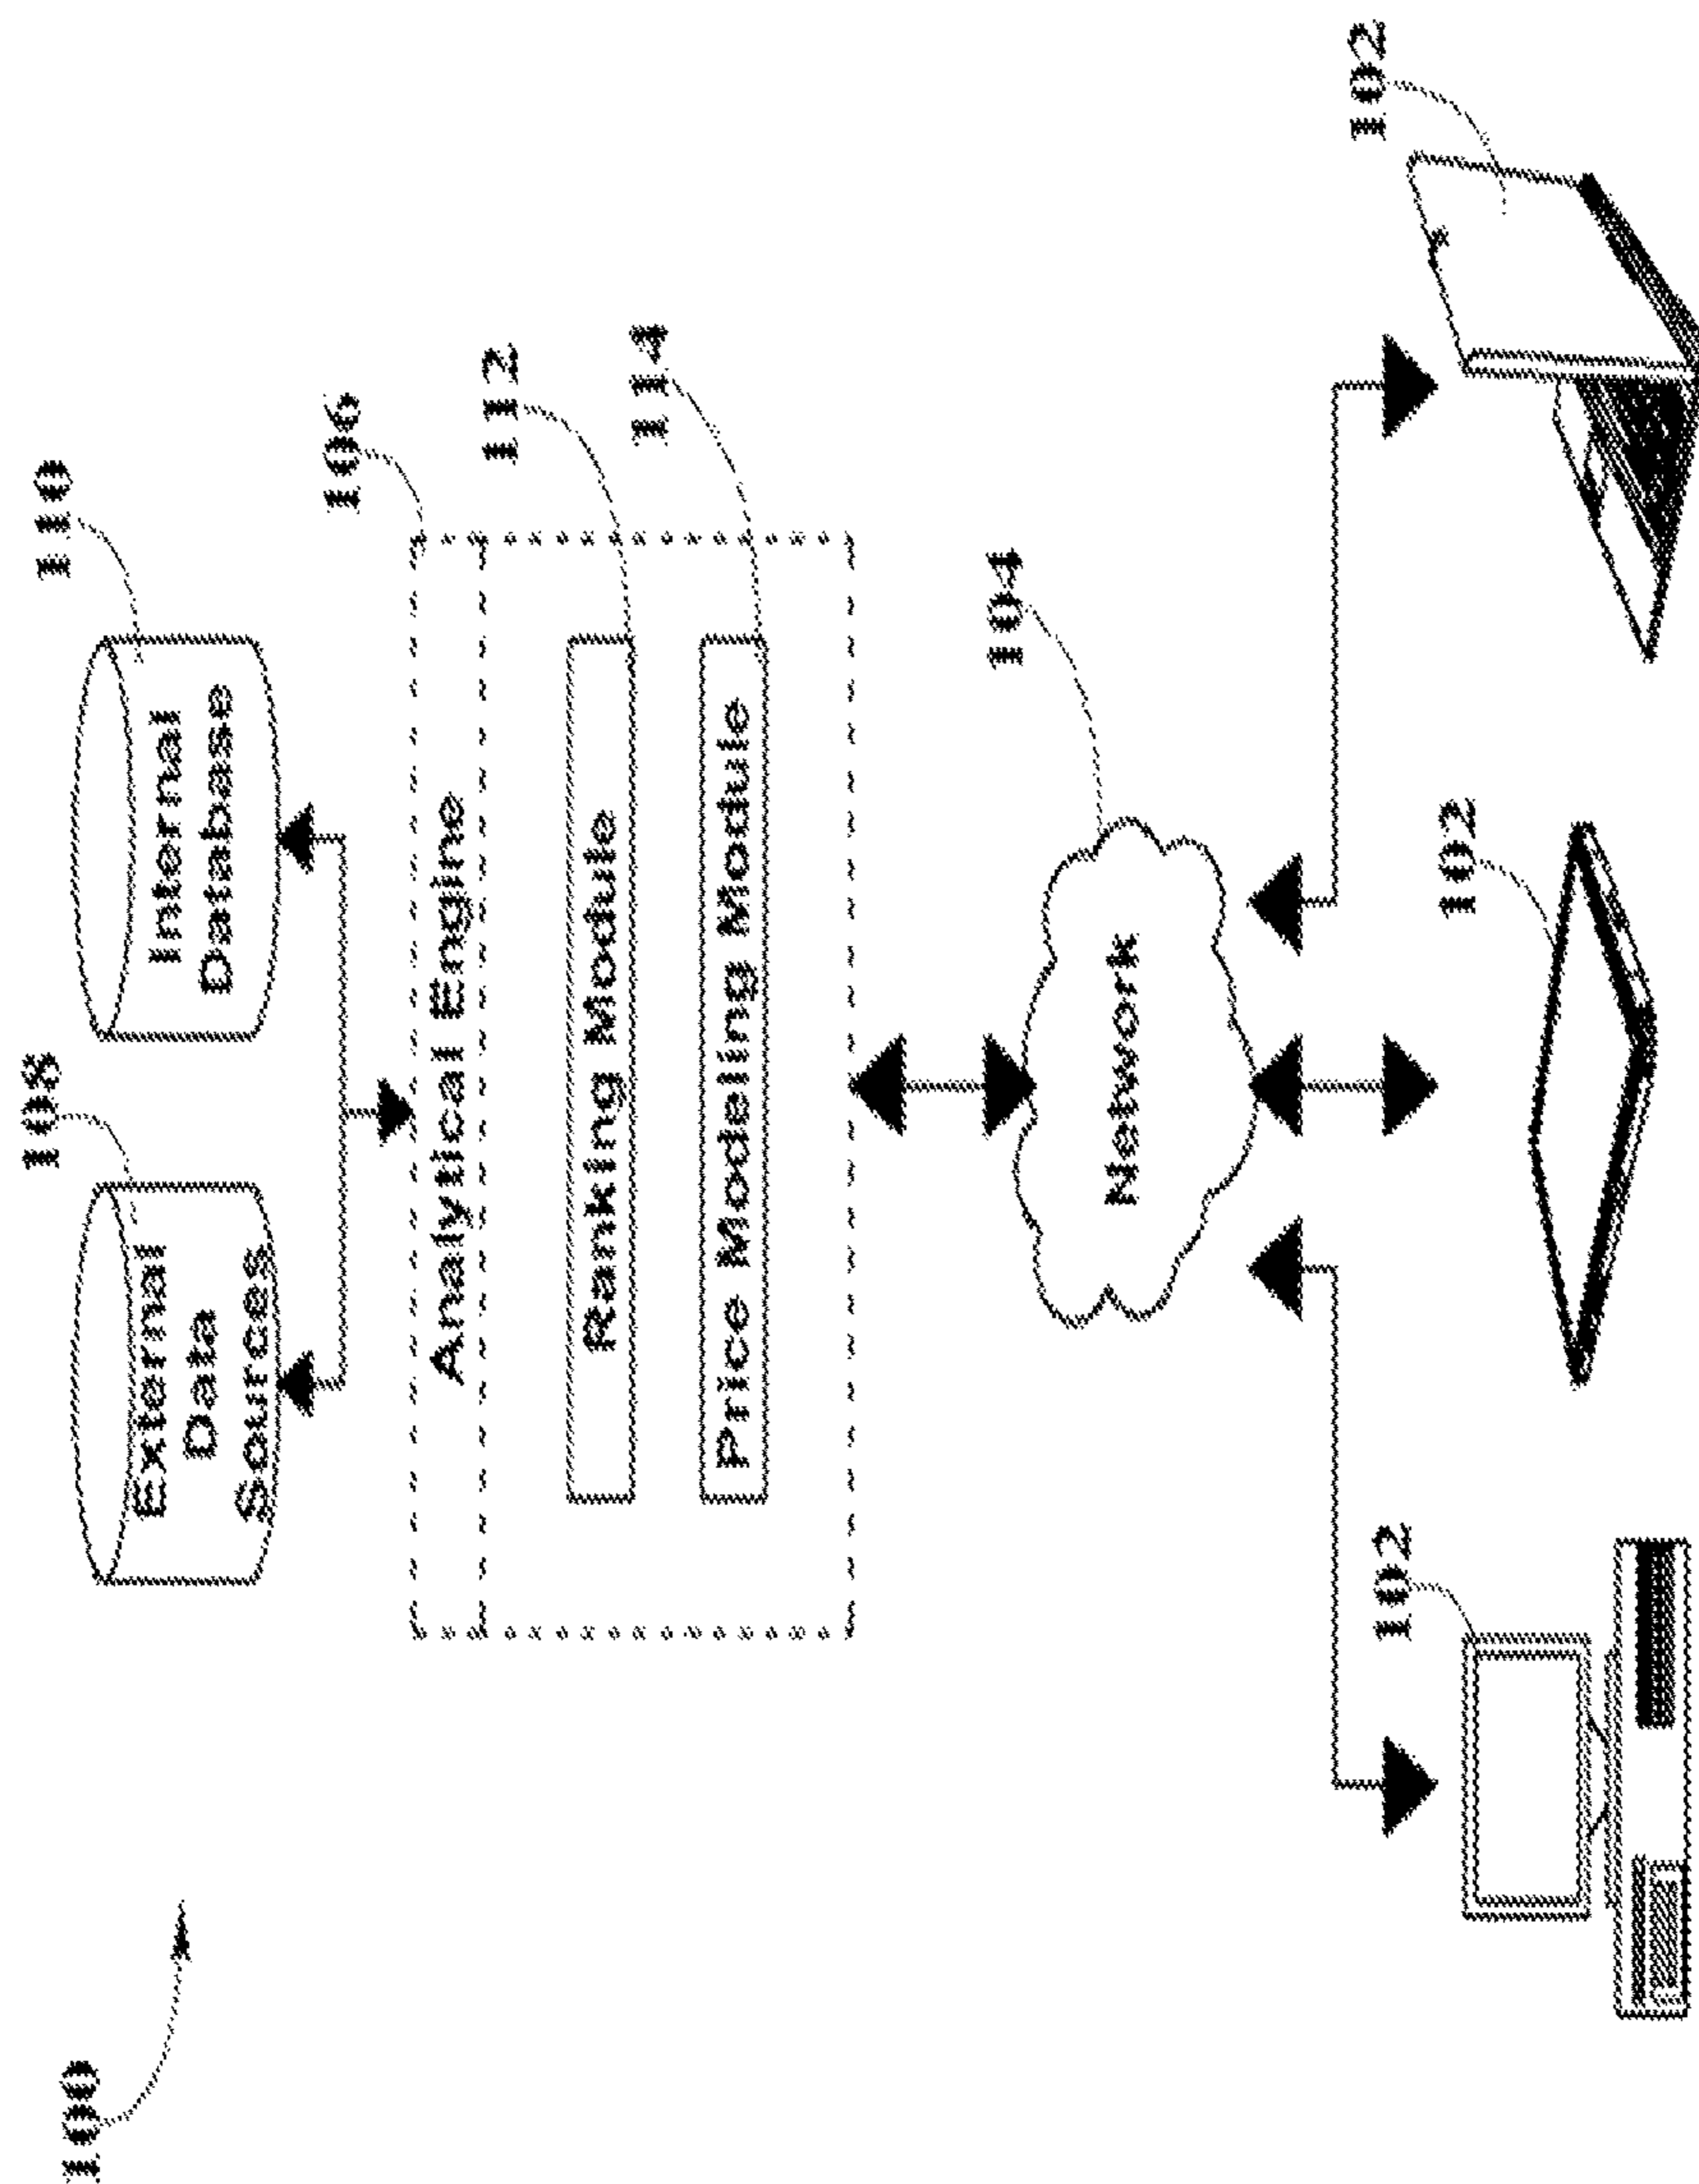 100
108
110
External
Data
Sources
Internal
Database
106
Analytical Engine
112
Ranking Module
114
Price Modeling Module
104
Network
102
102
102